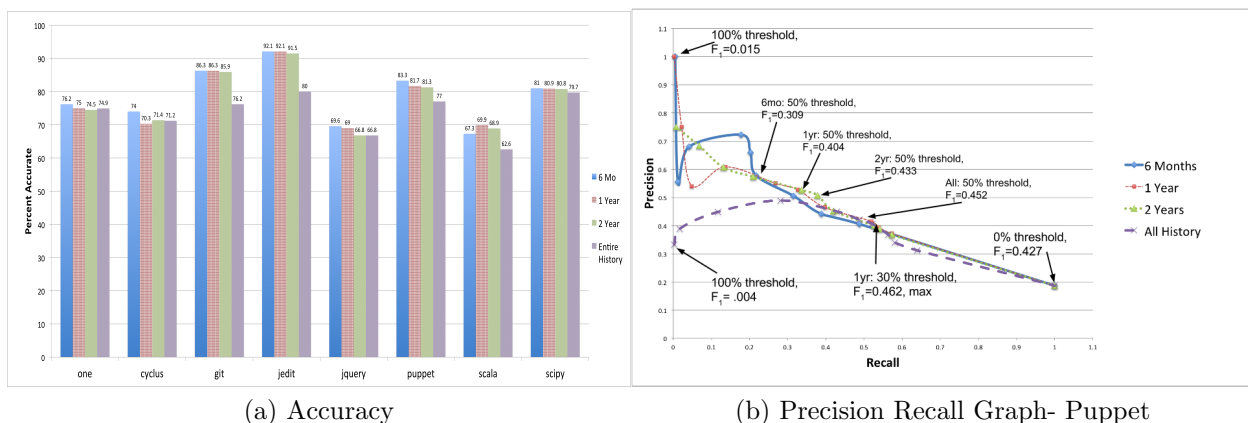 100
90
80
70
60
50
40
30
20
10
0
Percent Accurate
76.2 75 74.5 74.9
74 70.3 71.4 71.2
86.3 86.3 85.9 76.2
92.1 92.1 91.5 80
69.6 69 66.8 66.8
83.3 81.7 81.3 77
67.3 69.9 68.9 62.6
81 80.9 80.8 79.7
one cyclus git jedit jquery puppet scala scipy
6 Mo
1 Year
2 Year
Entire
History
(a) Accuracy
1.1
1
0.9
0.8
0.7
0.6
0.5
0.4
0.3
0.2
0.1
0
Precision
100% threshold,
F1=0.015
6mo: 50% threshold,
F1=0.309
1yr: 50% threshold,
F1=0.404
2yr: 50% threshold,
F1=0.433
All: 50% threshold,
F1=0.452
0% threshold,
F1=0.427
100% threshold,
F1= .004
1yr: 30% threshold,
F1=0.462, max
0 0.1 0.2 0.3 0.4 0.5 0.6 0.7 0.8 0.9 1 1.1
Recall
6 Months
1 Year
2 Years
All History
(b) Precision Recall Graph- Puppet